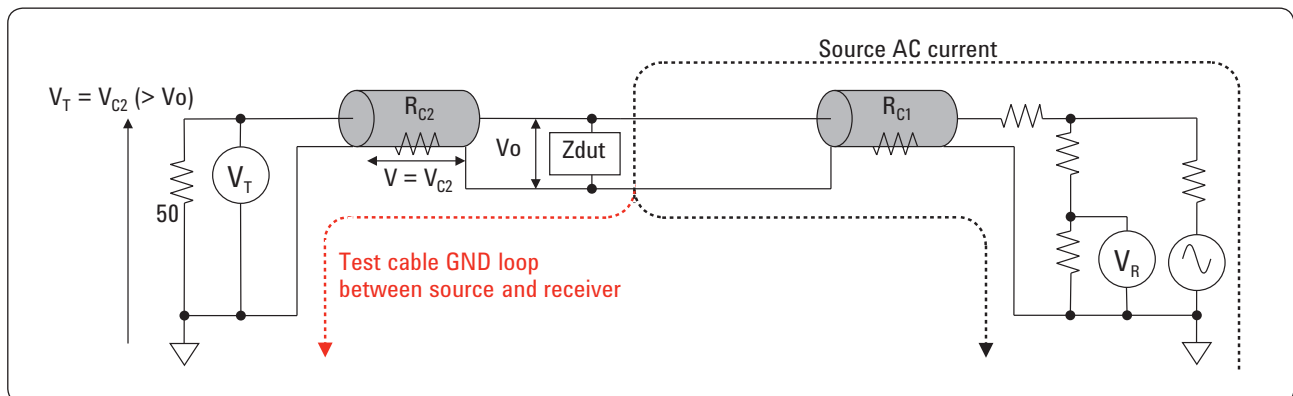 Source AC current
V_T = V_C2 (> Vo)
R_C2
R_C1
Vo
Zdut
V_T
V = V_C2
50
V_R
Test cable GND loop
between source and receiver